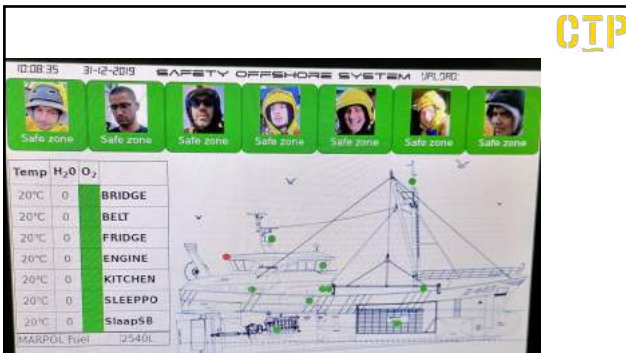 CTP
10:08:35 31-12-2019 SAFETY OFFSHORE SYSTEM
Safe zone Safe zone Safe zone Safe zone Safe zone Safe zone Safe zone
Temp H₂0 O₂
20°C 0 BRIDGE
20°C 0 BELT
20°C 0 FRIDGE
20°C 0 ENGINE
20°C 0 KITCHEN
20°C 0 SLEEPPO
20°C 0 SlaapSB
MARPOL Fuel 2540L